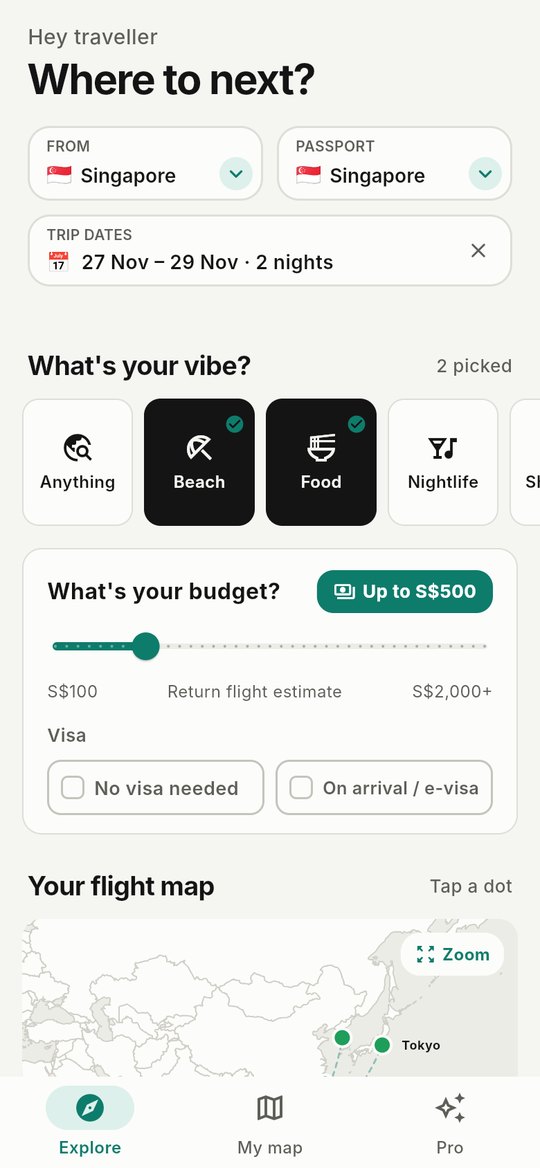 Hey traveller
Where to next?
FROM
Singapore
PASSPORT
Singapore
TRIP DATES
27 Nov – 29 Nov · 2 nights
What's your vibe?
2 picked
Anything
Beach
Food
Nightlife
Sh
What's your budget?
Up to S$500
S$100
Return flight estimate
S$2,000+
Visa
No visa needed
On arrival / e-visa
Your flight map
Tap a dot
Zoom
Tokyo
Explore
My map
Pro